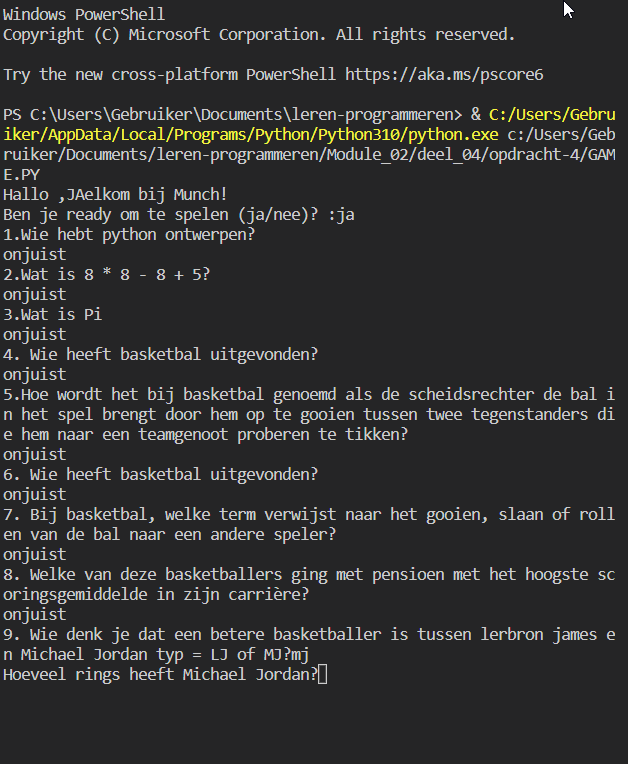 Windows PowerShell
Copyright (C) Microsoft Corporation. All rights reserved.
Try the new cross-platform PowerShell https://aka.ms/pscore6
PS C:\Users\Gebruiker\Documents\leren-programmeren> & C:/Users/Gebru
iker/AppData/Local/Programs/Python/Python310/python.exe c:/Users/Geb
ruiker/Documents/leren-programmeren/Module_02/deel_04/opdracht-4/GAM
E.PY
Hallo ,JAelkom bij Munch!
Ben je ready om te spelen (ja/nee)? :ja
1.Wie hebt python ontwerpen?
onjuist
2.Wat is 8 * 8 - 8 + 5?
onjuist
3.Wat is Pi
onjuist
4. Wie heeft basketbal uitgevonden?
onjuist
5.Hoe wordt het bij basketbal genoemd als de scheidsrechter de bal i
n het spel brengt door hem op te gooien tussen twee tegenstanders di
e hem naar een teamgenoot proberen te tikken?
onjuist
6. Wie heeft basketbal uitgevonden?
onjuist
7. Bij basketbal, welke term verwijst naar het gooien, slaan of roll
en van de bal naar een andere speler?
onjuist
8. Welke van deze basketballers ging met pensioen met het hoogste sc
oringsgemiddelde in zijn carrière?
onjuist
9. Wie denk je dat een betere basketballer is tussen lerbron james e
n Michael Jordan typ = LJ of MJ?mj
Hoeveel rings heeft Michael Jordan?